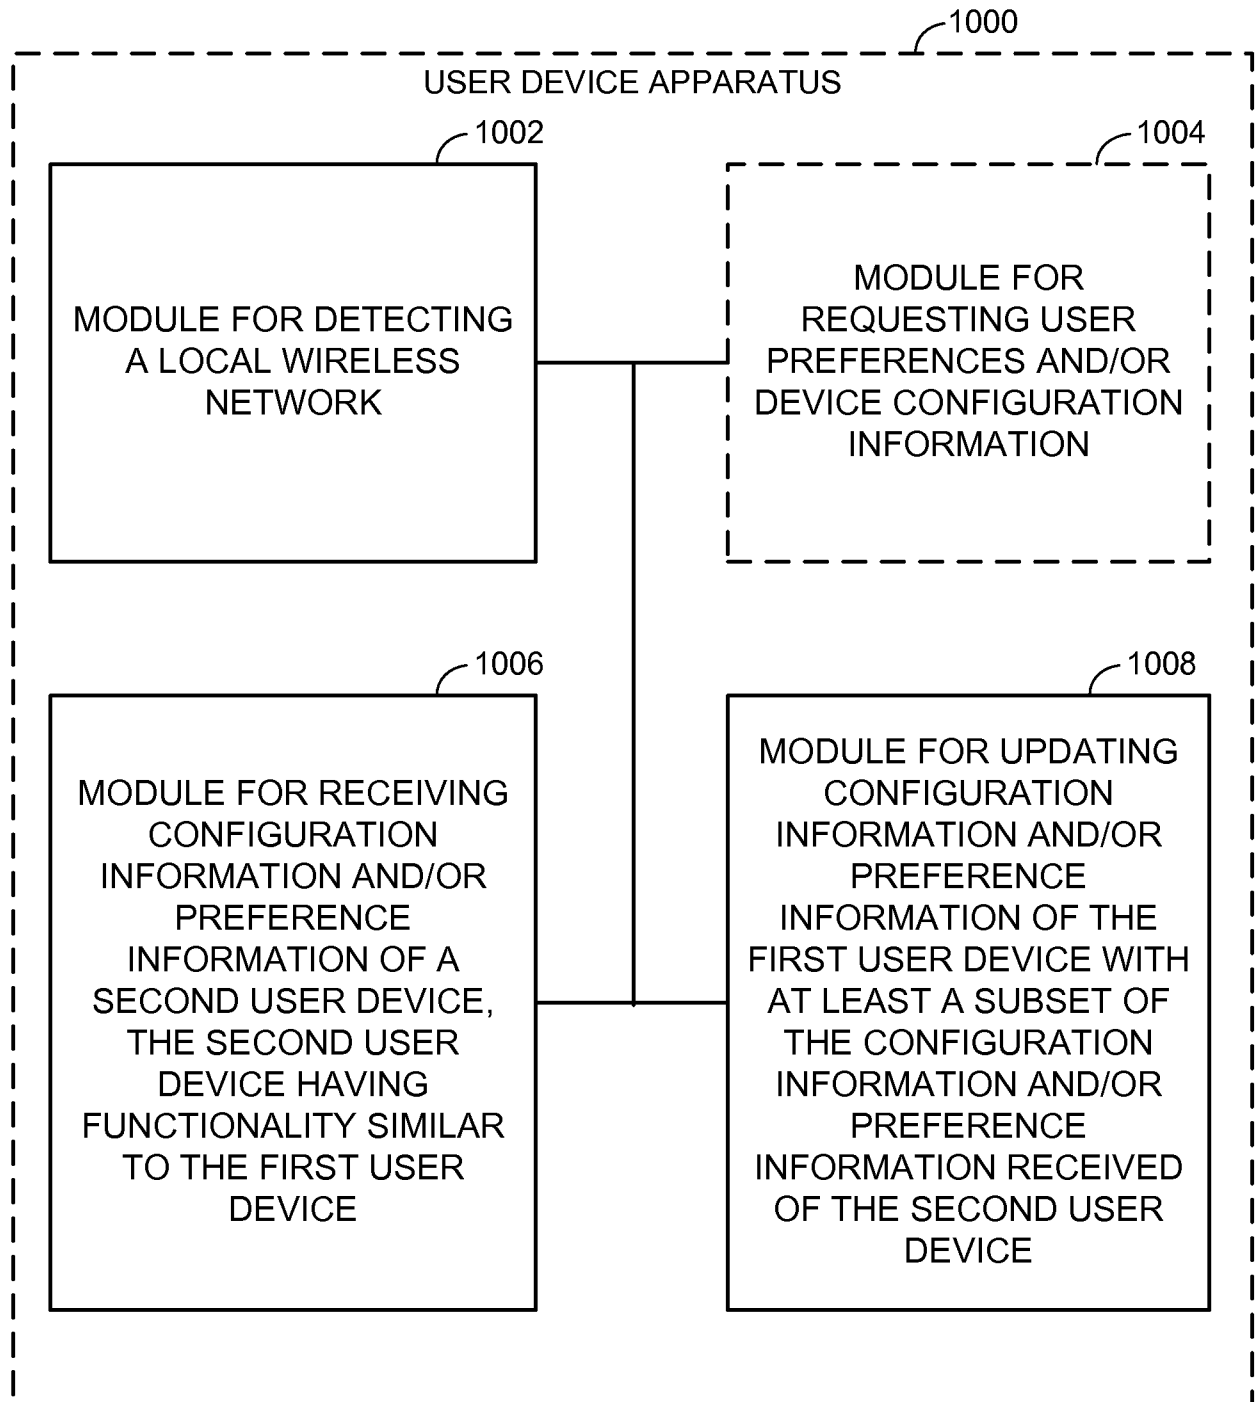 1000
USER DEVICE APPARATUS
1002
MODULE FOR DETECTING
A LOCAL WIRELESS
NETWORK
1004
MODULE FOR
REQUESTING USER
PREFERENCES AND/OR
DEVICE CONFIGURATION
INFORMATION
1006
MODULE FOR RECEIVING
CONFIGURATION
INFORMATION AND/OR
PREFERENCE
INFORMATION OF A
SECOND USER DEVICE,
THE SECOND USER
DEVICE HAVING
FUNCTIONALITY SIMILAR
TO THE FIRST USER
DEVICE
1008
MODULE FOR UPDATING
CONFIGURATION
INFORMATION AND/OR
PREFERENCE
INFORMATION OF THE
FIRST USER DEVICE WITH
AT LEAST A SUBSET OF
THE CONFIGURATION
INFORMATION AND/OR
PREFERENCE
INFORMATION RECEIVED
OF THE SECOND USER
DEVICE